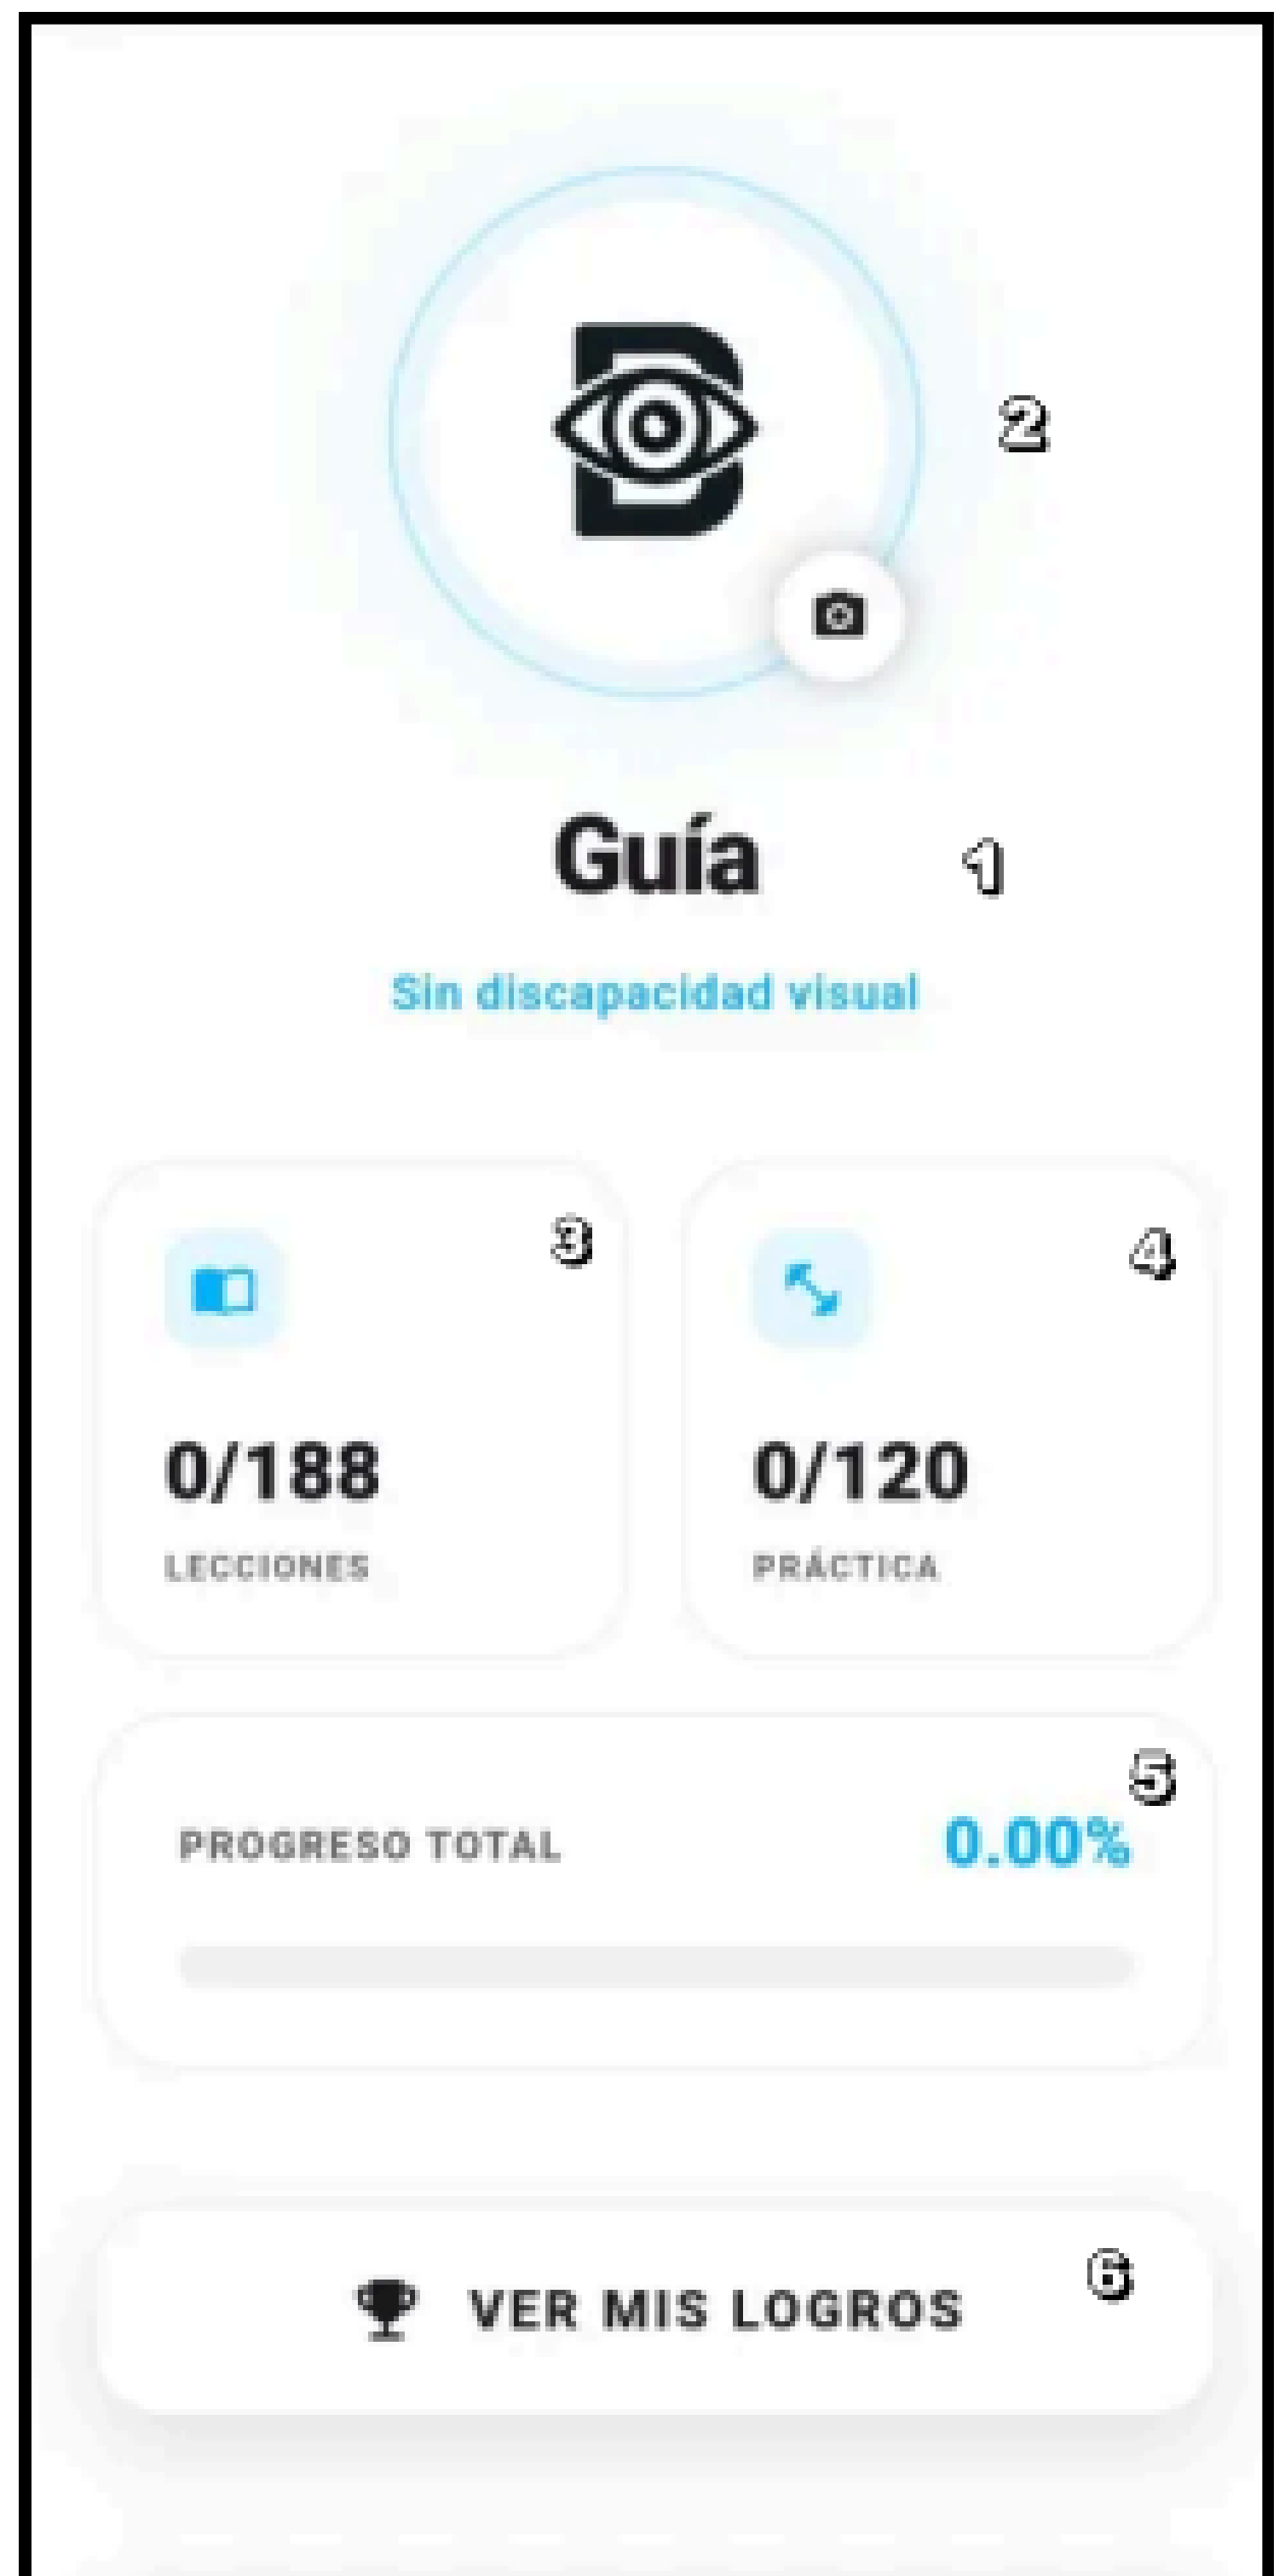 2
Guía 1
Sin discapacidad visual
3 4
0/188 0/120
LECCIONES PRÁCTICA
5
PROGRESO TOTAL 0.00%
6
VER MIS LOGROS